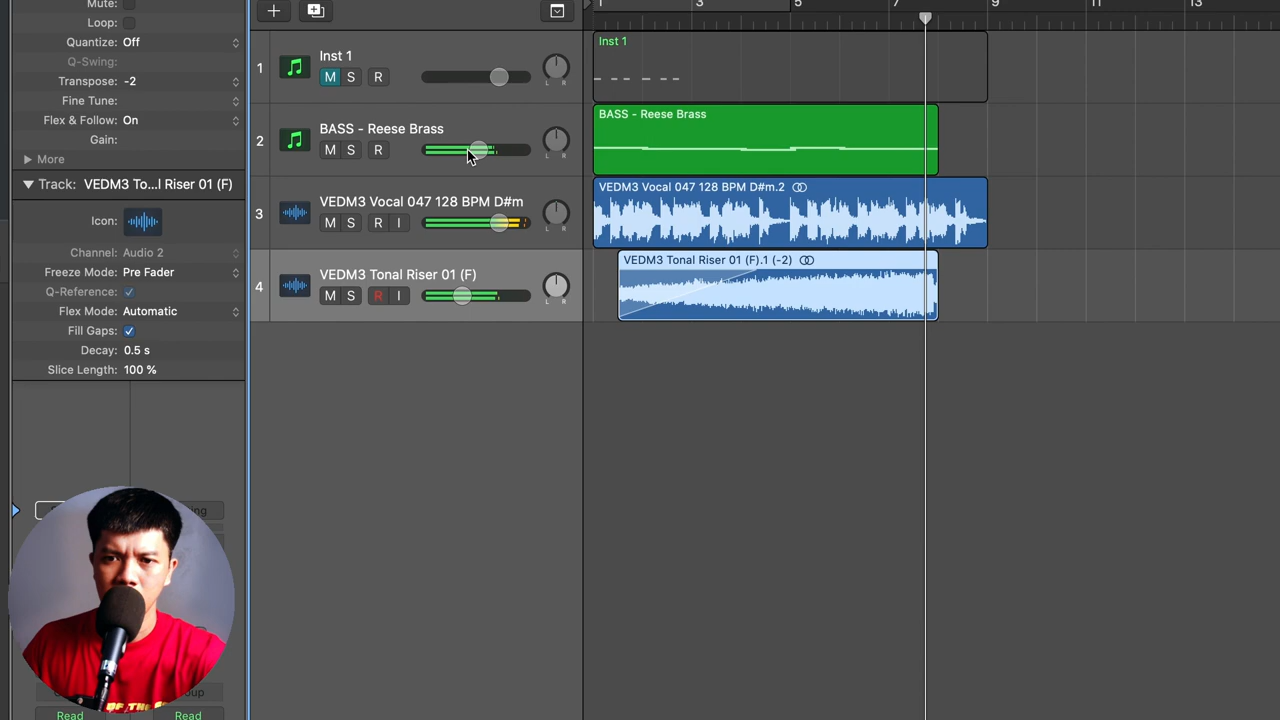 Mute:
Loop:
Quantize: Off
Q-Swing:
Transpose: -2
Fine Tune:
Flex & Follow: On
Gain:
More
Track: VEDM3 To...l Riser 01 (F)
Icon:
Channel: Audio 2
Freeze Mode: Pre Fader
Q-Reference:
Flex Mode: Automatic
Fill Gaps:
Decay: 0.5 s
Slice Length: 100 %
Read Read
1 3 5 7 9 11 13
1 Inst 1
M S R
L R
Inst 1
2 BASS - Reese Brass
M S R
L R
BASS - Reese Brass
3 VEDM3 Vocal 047 128 BPM D#m
M S R I
L R
VEDM3 Vocal 047 128 BPM D#m.2
4 VEDM3 Tonal Riser 01 (F)
M S R I
L R
VEDM3 Tonal Riser 01 (F).1 (-2)